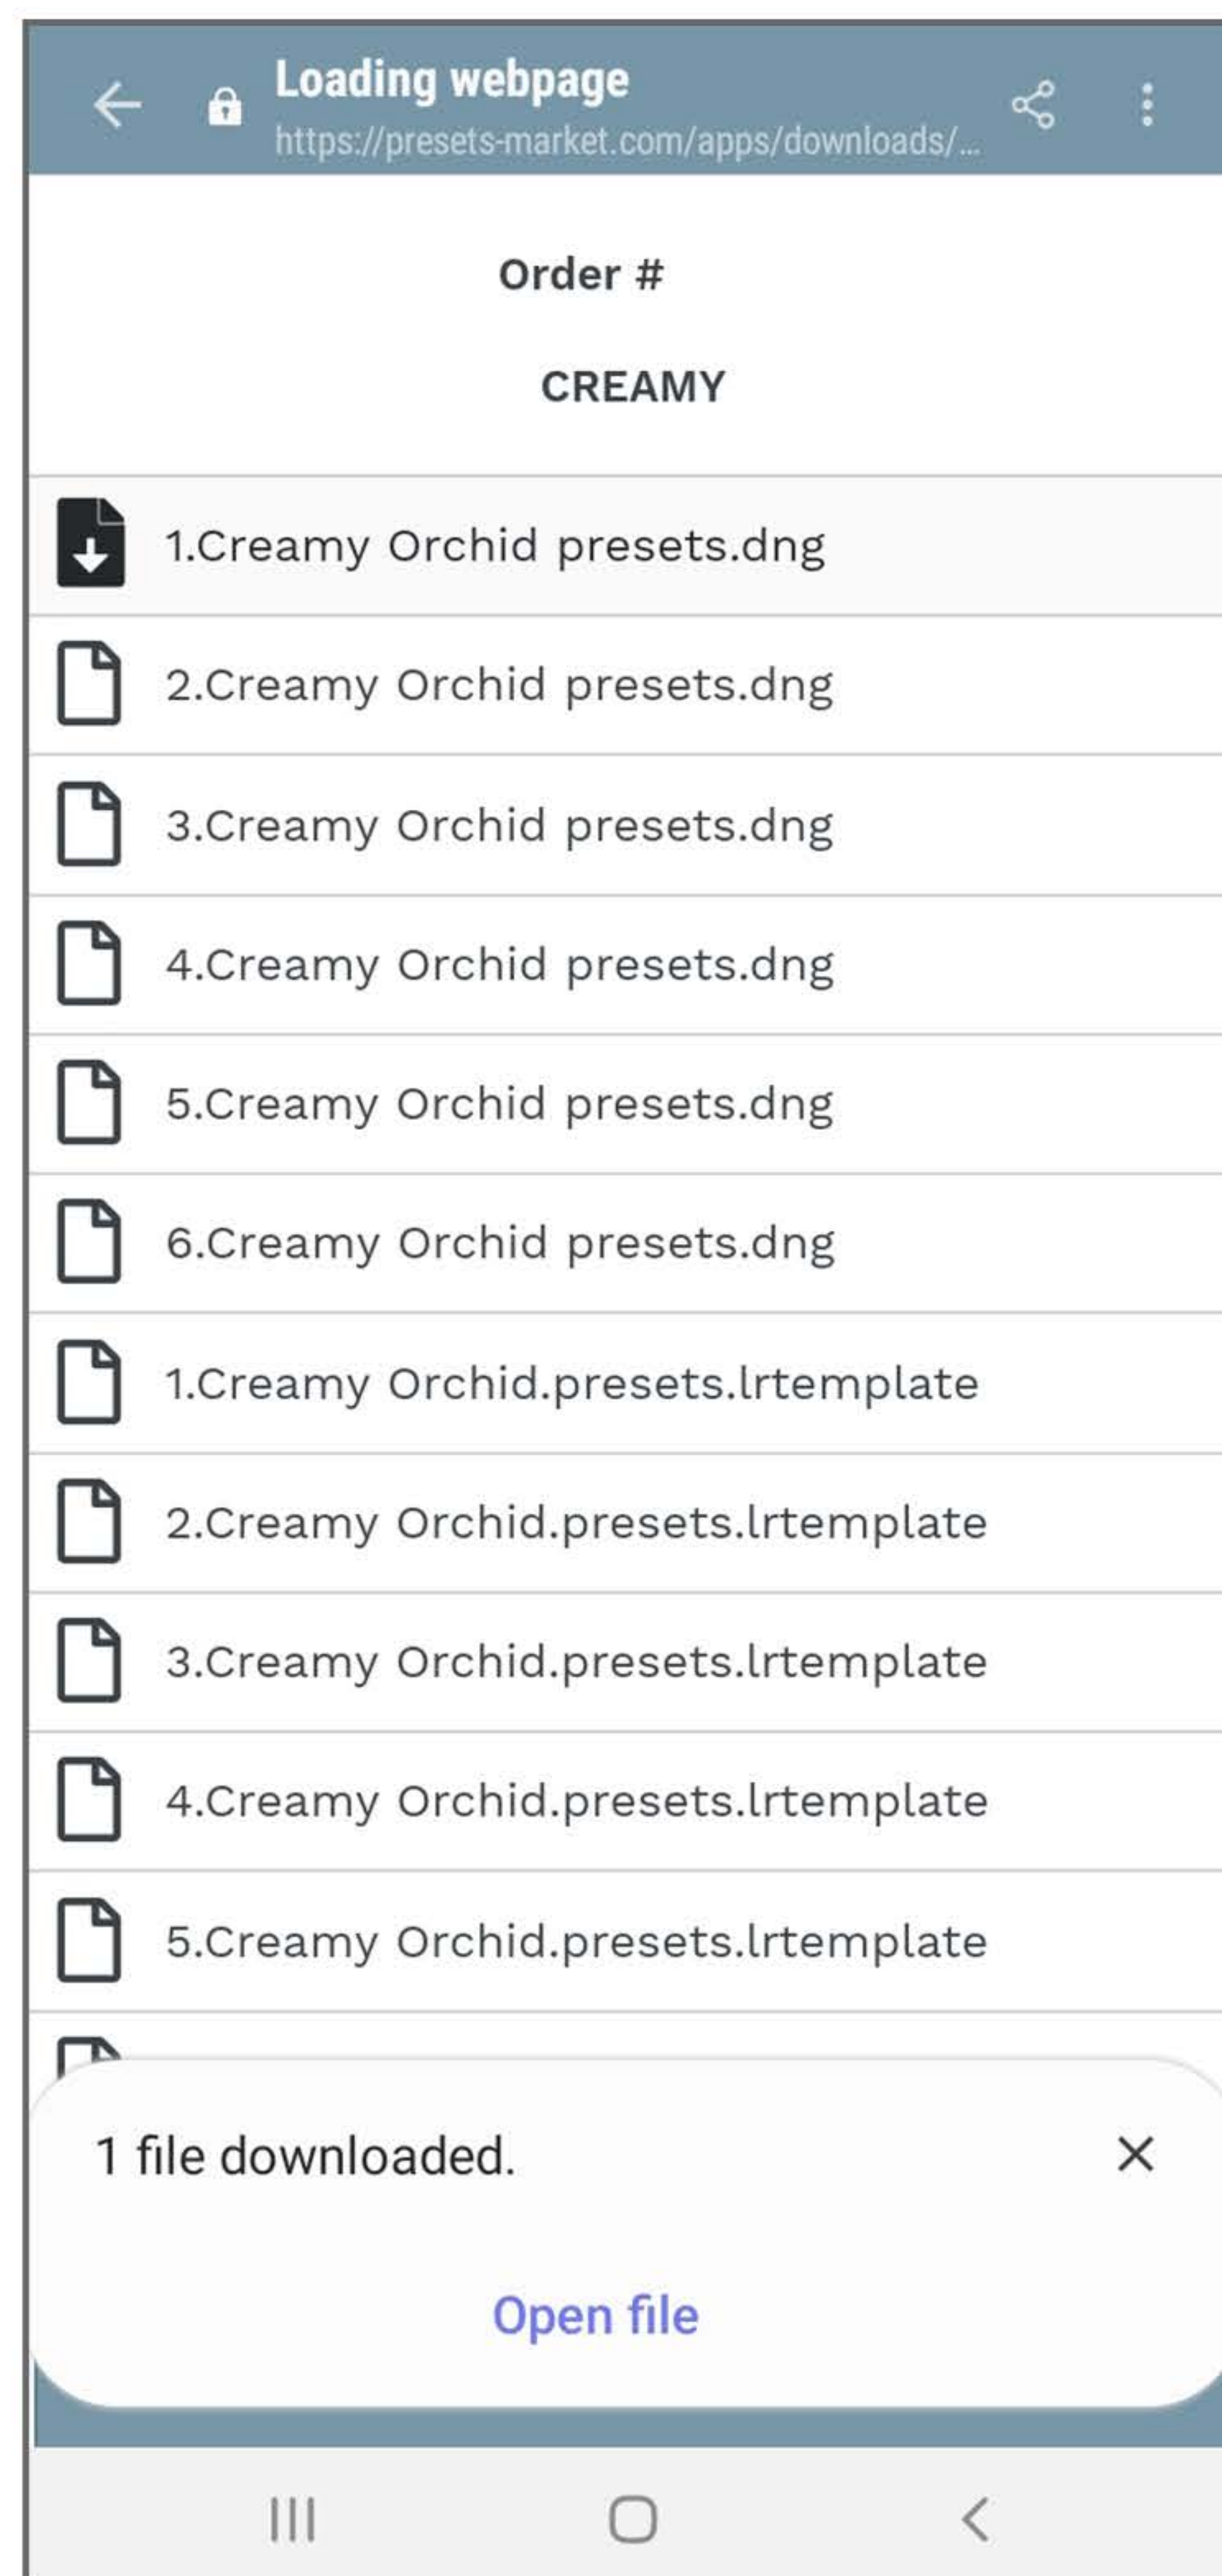 Loading webpage
https://presets-market.com/apps/downloads/...
Order #
CREAMY
1.Creamy Orchid presets.dng
2.Creamy Orchid presets.dng
3.Creamy Orchid presets.dng
4.Creamy Orchid presets.dng
5.Creamy Orchid presets.dng
6.Creamy Orchid presets.dng
1.Creamy Orchid.presets.lrtemplate
2.Creamy Orchid.presets.lrtemplate
3.Creamy Orchid.presets.lrtemplate
4.Creamy Orchid.presets.lrtemplate
5.Creamy Orchid.presets.lrtemplate
1 file downloaded.
Open file